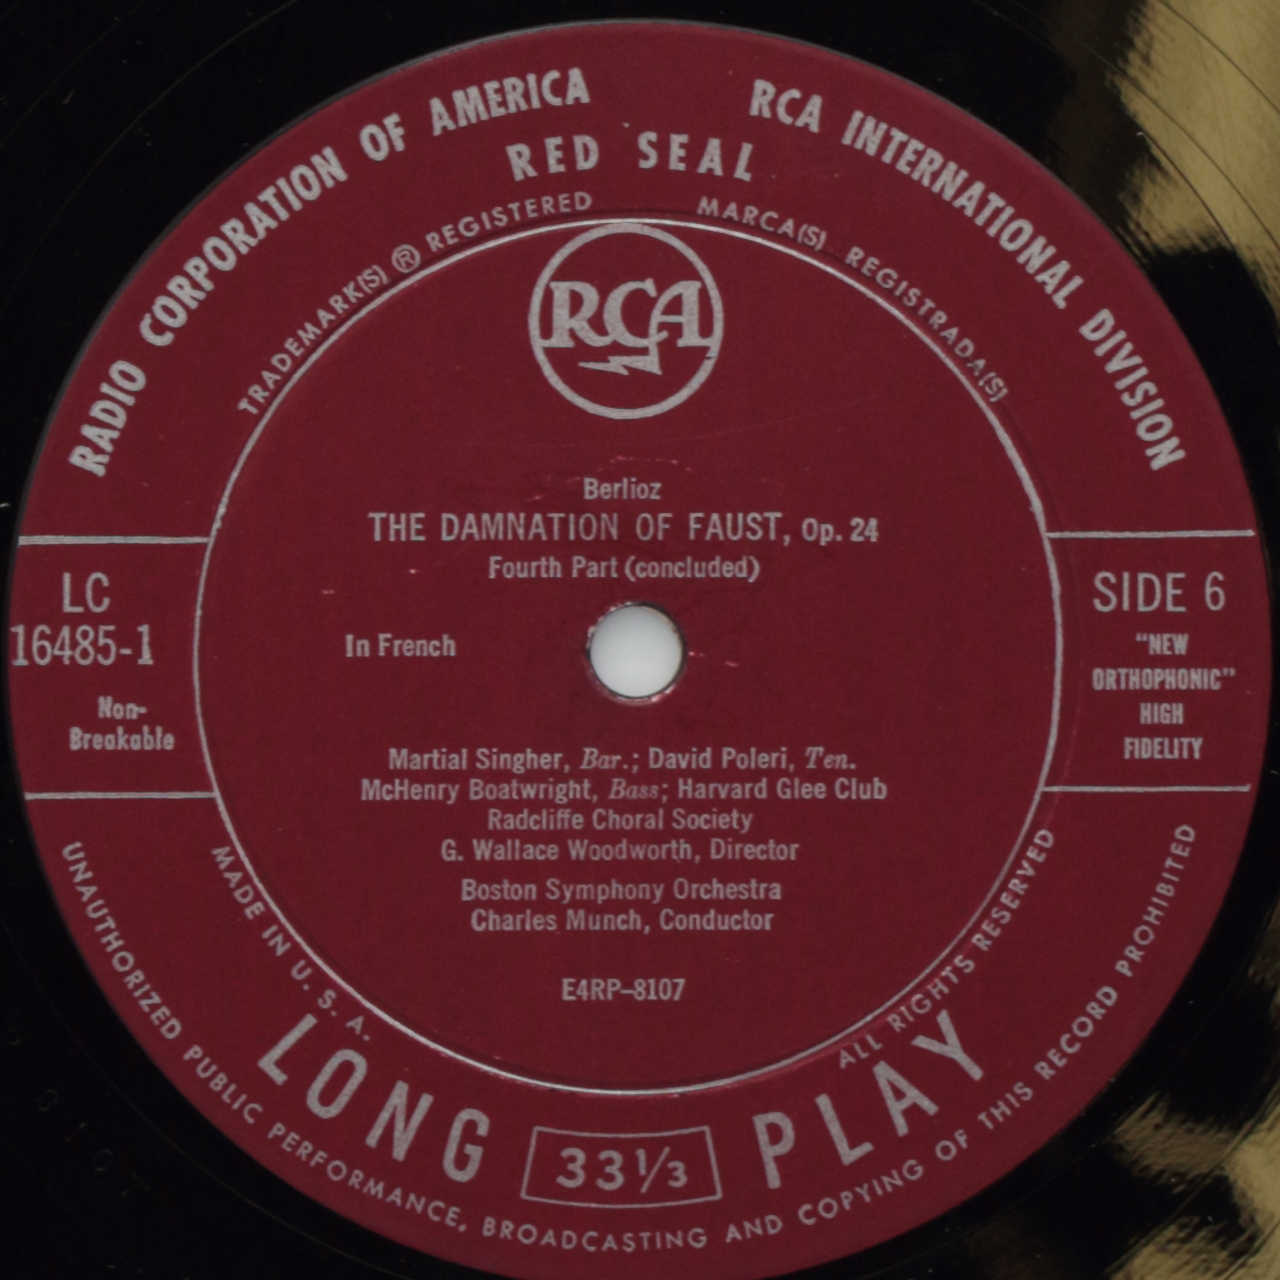 RADIO CORPORATION OF AMERICA
RCA INTERNATIONAL DIVISION
RED SEAL
TRADEMARK(S) ® REGISTERED
MARCA(S) REGISTRADA(S)
RCA
Berlioz
THE DAMNATION OF FAUST, Op. 24
Fourth Part (concluded)
LC
16485-1
Non-
Breakable
In French
SIDE 6
"NEW
ORTHOPHONIC"
HIGH
FIDELITY
Martial Singher, Bar.; David Poleri, Ten.
McHenry Boatwright, Bass; Harvard Glee Club
Radcliffe Choral Society
G. Wallace Woodworth, Director
Boston Symphony Orchestra
Charles Munch, Conductor
E4RP-8107
MADE IN U. S. A.
ALL RIGHTS RESERVED
LONG 33⅓ PLAY
UNAUTHORIZED PUBLIC PERFORMANCE, BROADCASTING AND COPYING OF THIS RECORD PROHIBITED